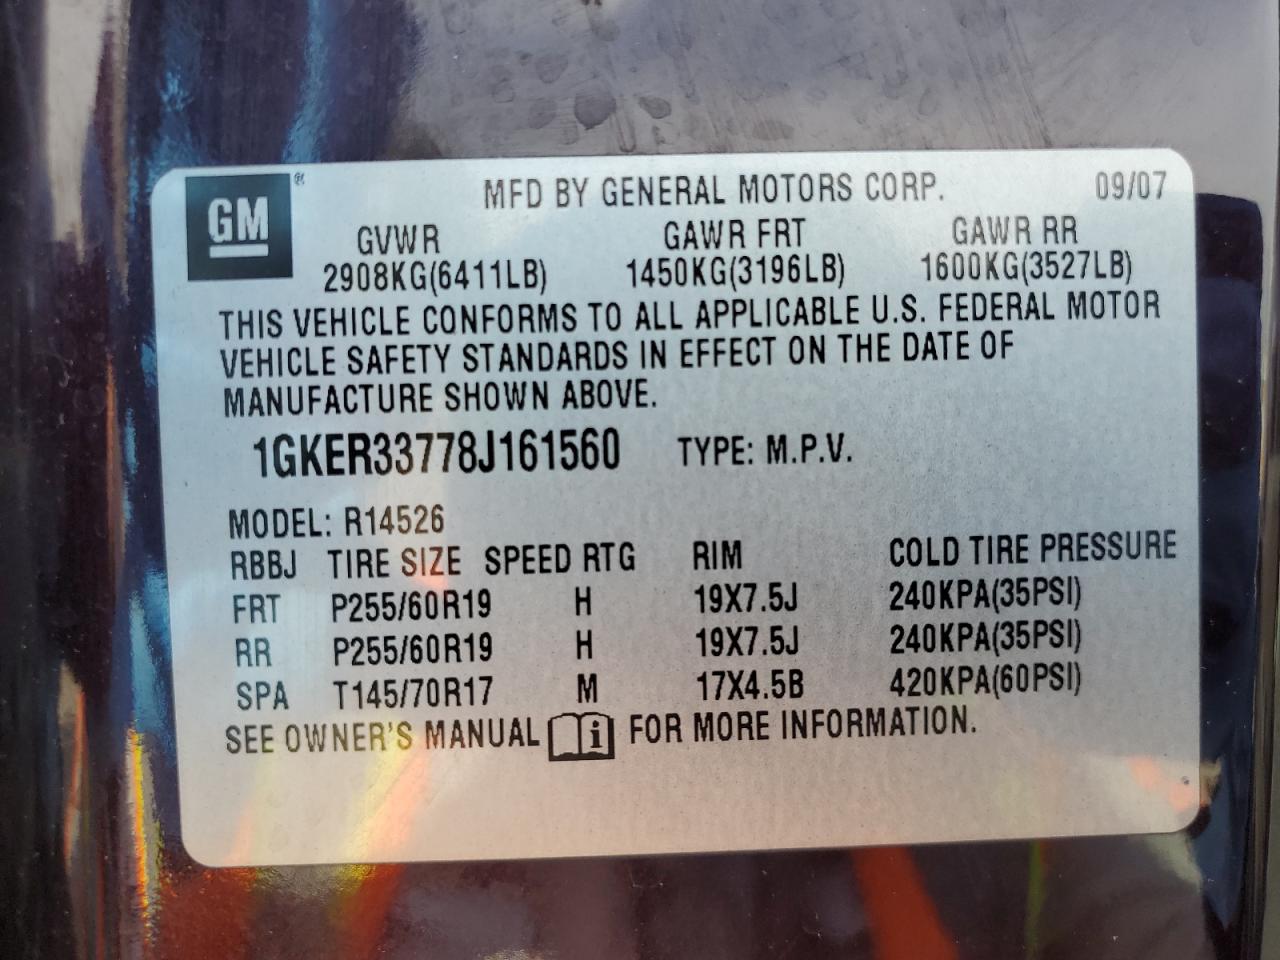 GM ® MFD BY GENERAL MOTORS CORP. 09/07
GVWR GAWR FRT GAWR RR
2908KG(6411LB) 1450KG(3196LB) 1600KG(3527LB)
THIS VEHICLE CONFORMS TO ALL APPLICABLE U.S. FEDERAL MOTOR
VEHICLE SAFETY STANDARDS IN EFFECT ON THE DATE OF
MANUFACTURE SHOWN ABOVE.
1GKER33778J161560 TYPE: M.P.V.
MODEL: R14526
RBBJ TIRE SIZE SPEED RTG RIM COLD TIRE PRESSURE
FRT P255/60R19 H 19X7.5J 240KPA(35PSI)
RR P255/60R19 H 19X7.5J 240KPA(35PSI)
SPA T145/70R17 M 17X4.5B 420KPA(60PSI)
SEE OWNER'S MANUAL i FOR MORE INFORMATION.